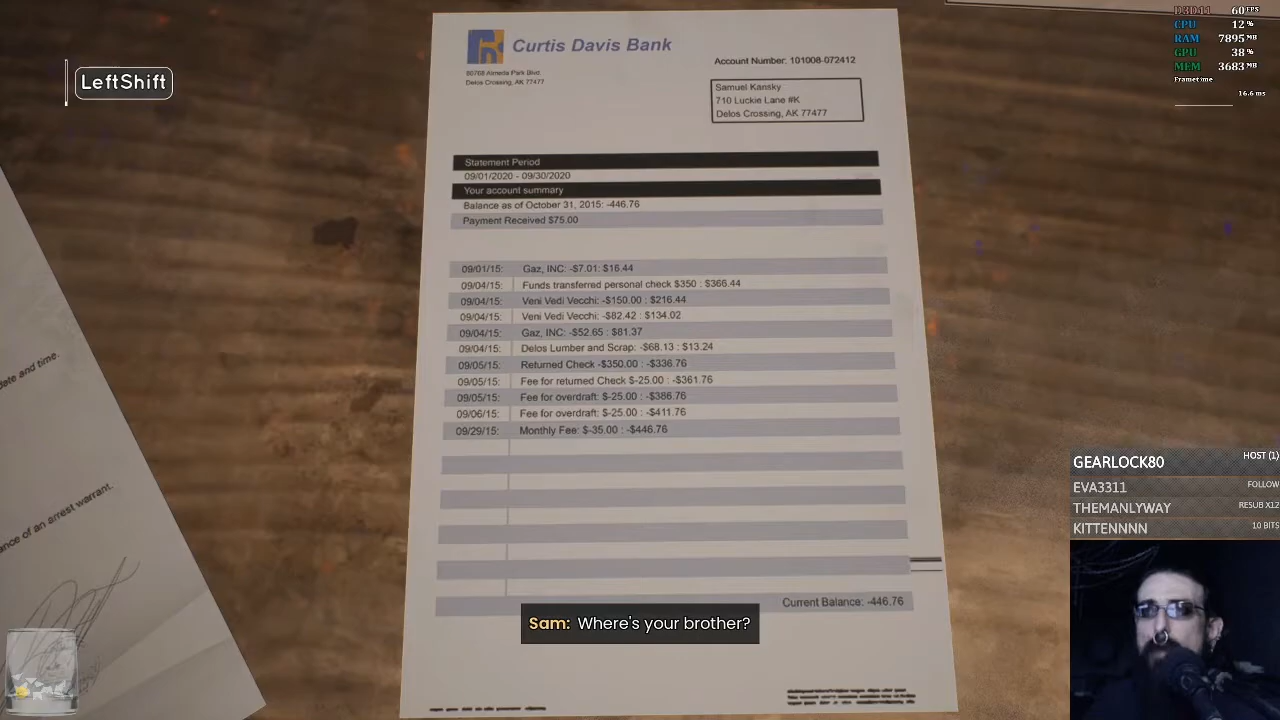 D3D11 60 FPS
CPU 12 %
RAM 7895 MB
GPU 38 %
MEM 3683 MB
Frametime
16.6 ms
LeftShift
Curtis Davis Bank
80768 Almeda Park Blvd
Delos Crossing, AK 77477
Account Number: 101008-072412
Samuel Kansky
710 Luckie Lane #K
Delos Crossing, AK 77477
Statement Period
09/01/2020 - 09/30/2020
Your account summary
Balance as of October 31, 2015: -446.76
Payment Received $75.00
09/01/15: Gaz, INC: -$7.01: $16.44
09/04/15: Funds transferred personal check $350 : $366.44
09/04/15: Veni Vedi Vecchi: -$150.00 : $216.44
09/04/15: Veni Vedi Vecchi: -$82.42 : $134.02
09/04/15: Gaz, INC: -$52.65 : $81.37
09/04/15: Delos Lumber and Scrap: -$68.13 : $13.24
09/05/15: Returned Check -$350.00 : -$336.76
09/05/15: Fee for returned Check $-25.00 : -$361.76
09/05/15: Fee for overdraft: $-25.00 : -$386.76
09/06/15: Fee for overdraft: $-25.00 : -$411.76
09/29/15: Monthly Fee: $-35.00 : -$446.76
Current Balance: -446.76
date and time.
of an arrest warrant.
Sam: Where's your brother?
GEARLOCK80 HOST (1)
EVA3311 FOLLOW
THEMANLYWAY RESUB X12
KITTENNNN 10 BITS